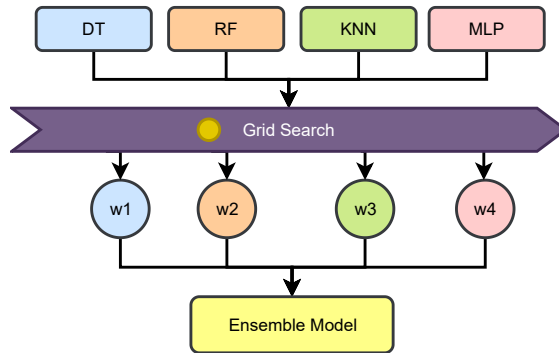 DT RF KNN MLP
Grid Search
w1 w2 w3 w4
Ensemble Model